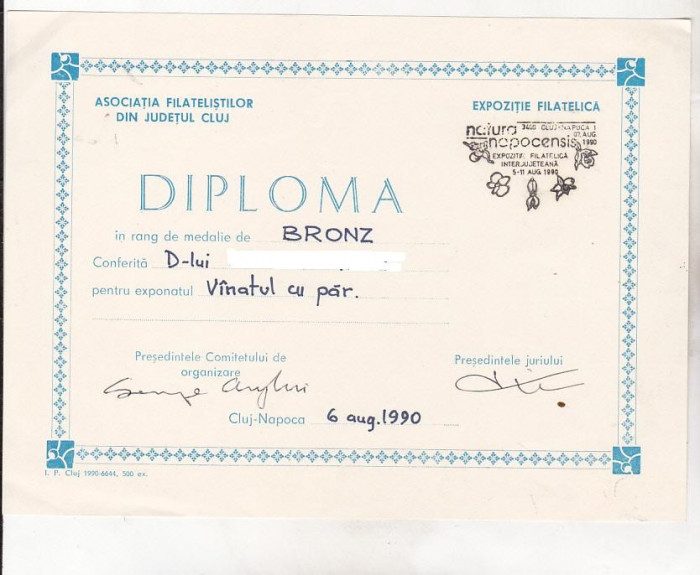 ASOCIAȚIA FILATELIȘTILOR
DIN JUDEȚUL CLUJ
EXPOZIȚIE FILATELICĂ
natura 3400 CLUJ-NAPOCA 1
07. AUG.
napocensis 1990
EXPOZIȚIE FILATELICĂ
INTERJUDEȚEANĂ
5-11 AUG. 1990
DIPLOMA
în rang de medalie de BRONZ
Conferită D-lui
pentru exponatul Vînatul cu păr.
Președintele Comitetului de
organizare
Președintele juriului
Cluj-Napoca 6 aug. 1990
I. P. Cluj 1990-6644, 500 ex.